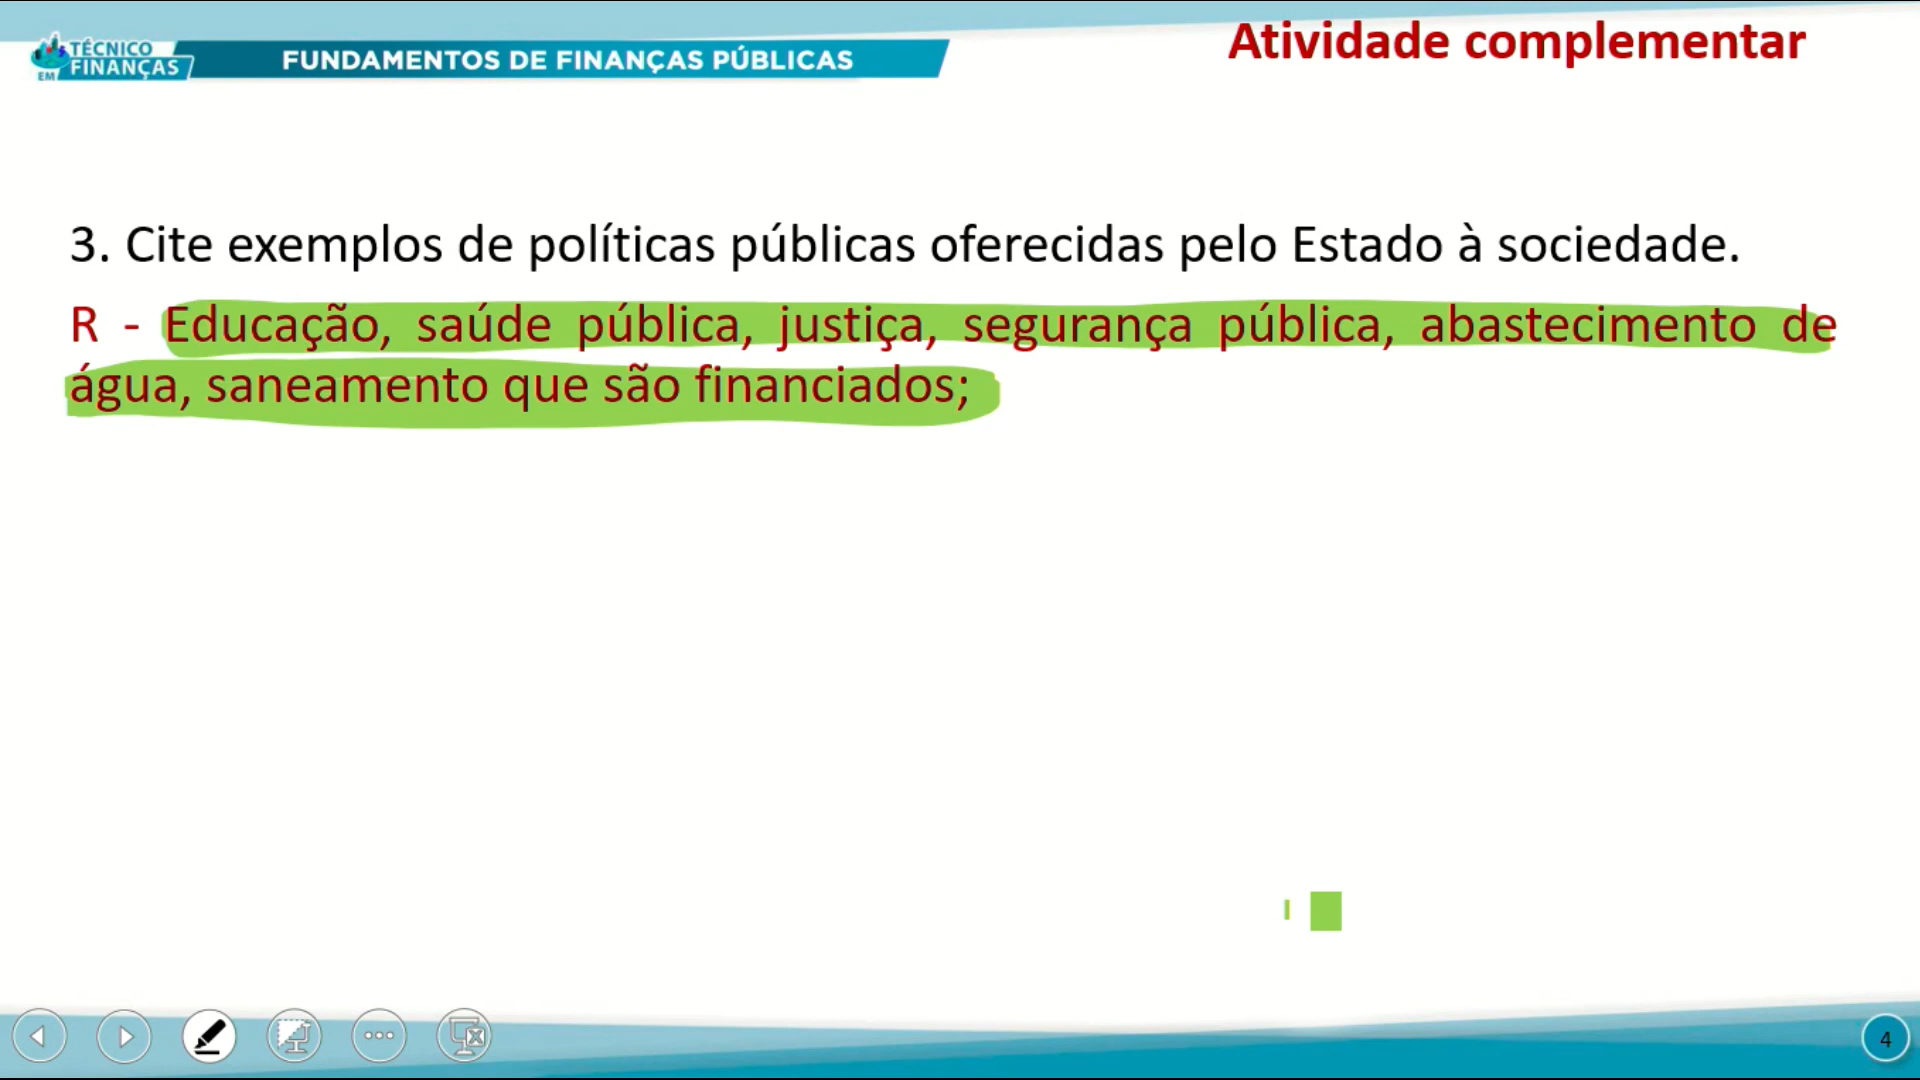 Atividade complementar
TÉCNICO
EM FINANÇAS
FUNDAMENTOS DE FINANÇAS PÚBLICAS
3. Cite exemplos de políticas públicas oferecidas pelo Estado à sociedade.
R - Educação, saúde pública, justiça, segurança pública, abastecimento de
água, saneamento que são financiados;
4